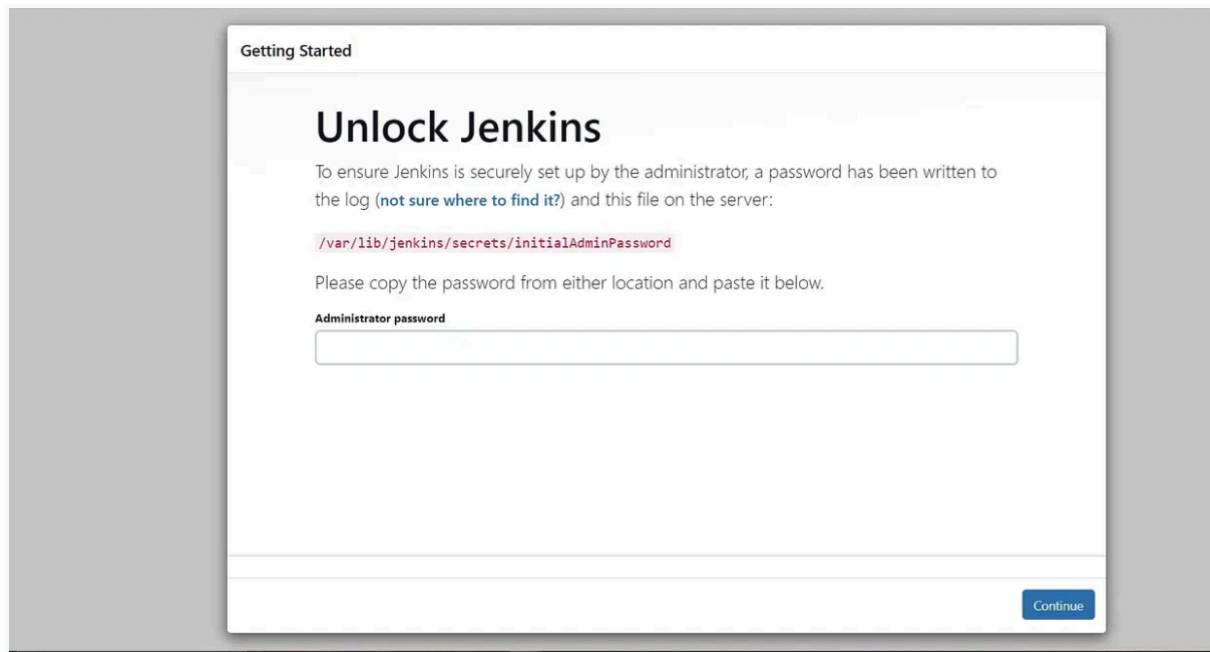 Getting Started
Unlock Jenkins
To ensure Jenkins is securely set up by the administrator, a password has been written to
the log (not sure where to find it?) and this file on the server:
/var/lib/jenkins/secrets/initialAdminPassword
Please copy the password from either location and paste it below.
Administrator password
Continue